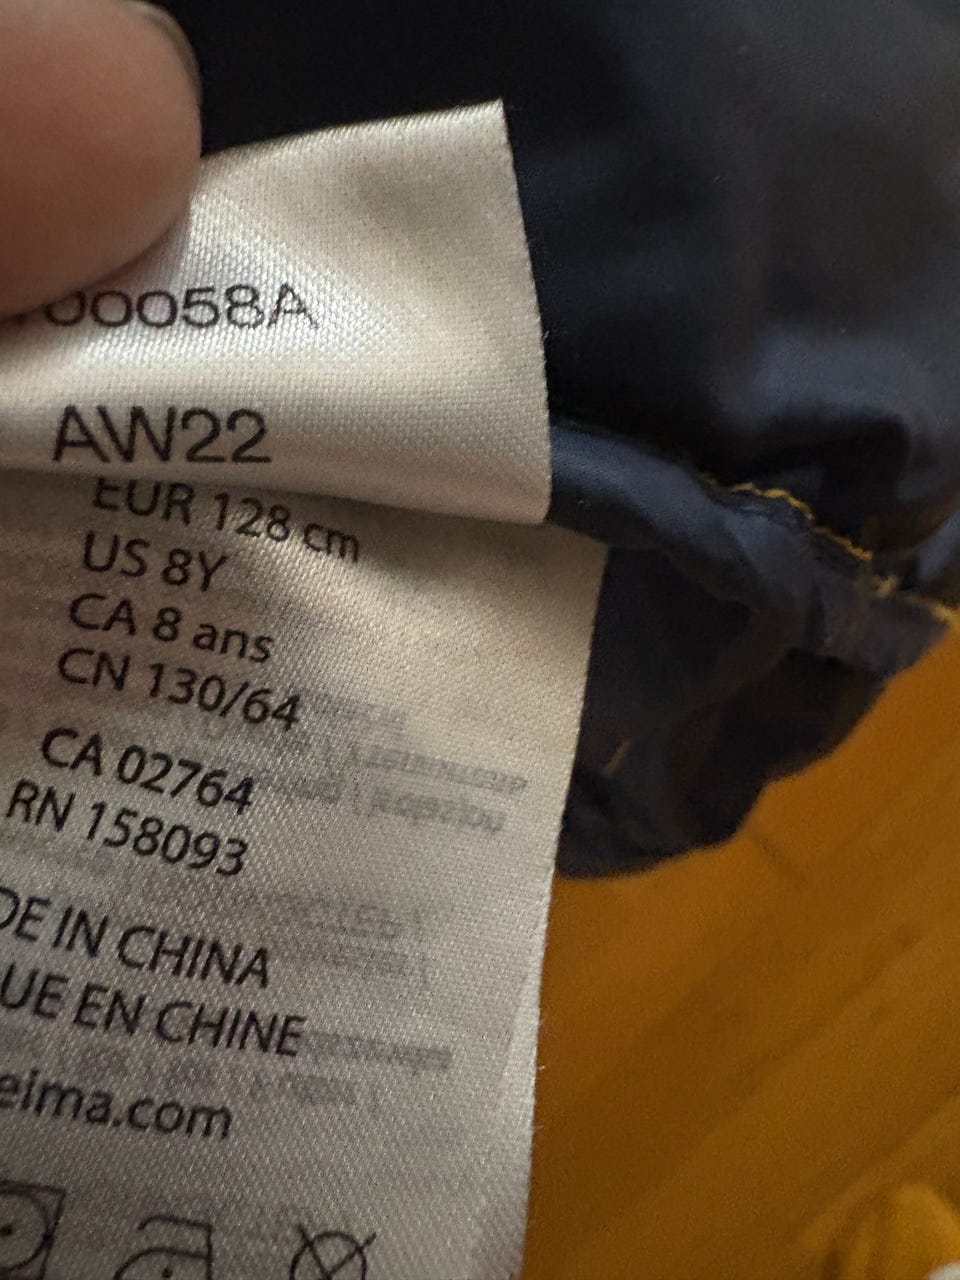 00058A
AW22
EUR 128 cm
US 8Y
CA 8 ans
CN 130/64
CA 02764
RN 158093
DE IN CHINA
UE EN CHINE
eima.com